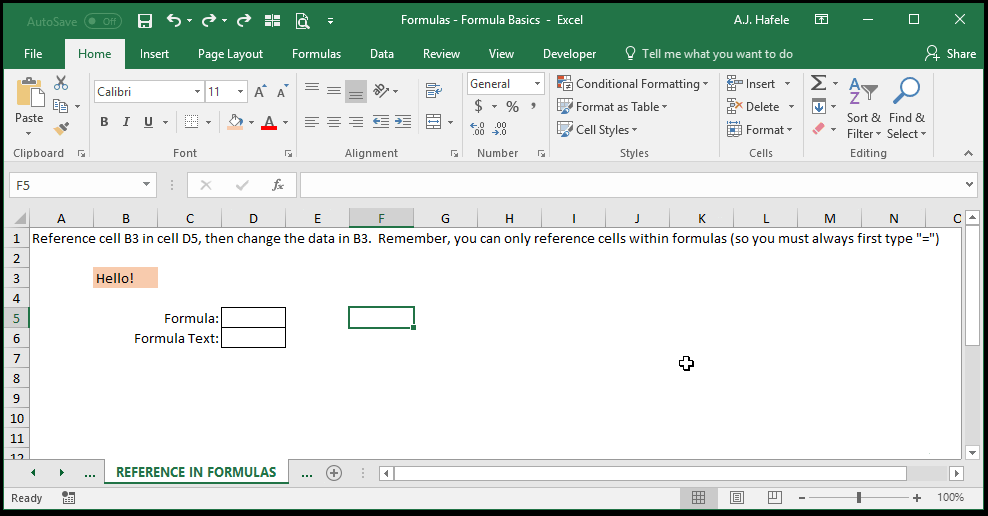 AutoSave Off Formulas - Formula Basics - Excel A.J. Hafele
File Home Insert Page Layout Formulas Data Review View Developer Tell me what you want to do Share
Calibri 11 A A General Conditional Formatting Insert Σ
Paste B I U A $ % , Format as Table Delete Sort & Find &
Cell Styles Format Filter Select
Clipboard Font Alignment Number Styles Cells Editing
F5 fx
A B C D E F G H I J K L M N O
1 Reference cell B3 in cell D5, then change the data in B3. Remember, you can only reference cells within formulas (so you must always first type "=")
2
3 Hello!
4
5 Formula:
6 Formula Text:
7
8
9
10
11
12
... REFERENCE IN FORMULAS ...
Ready 100%